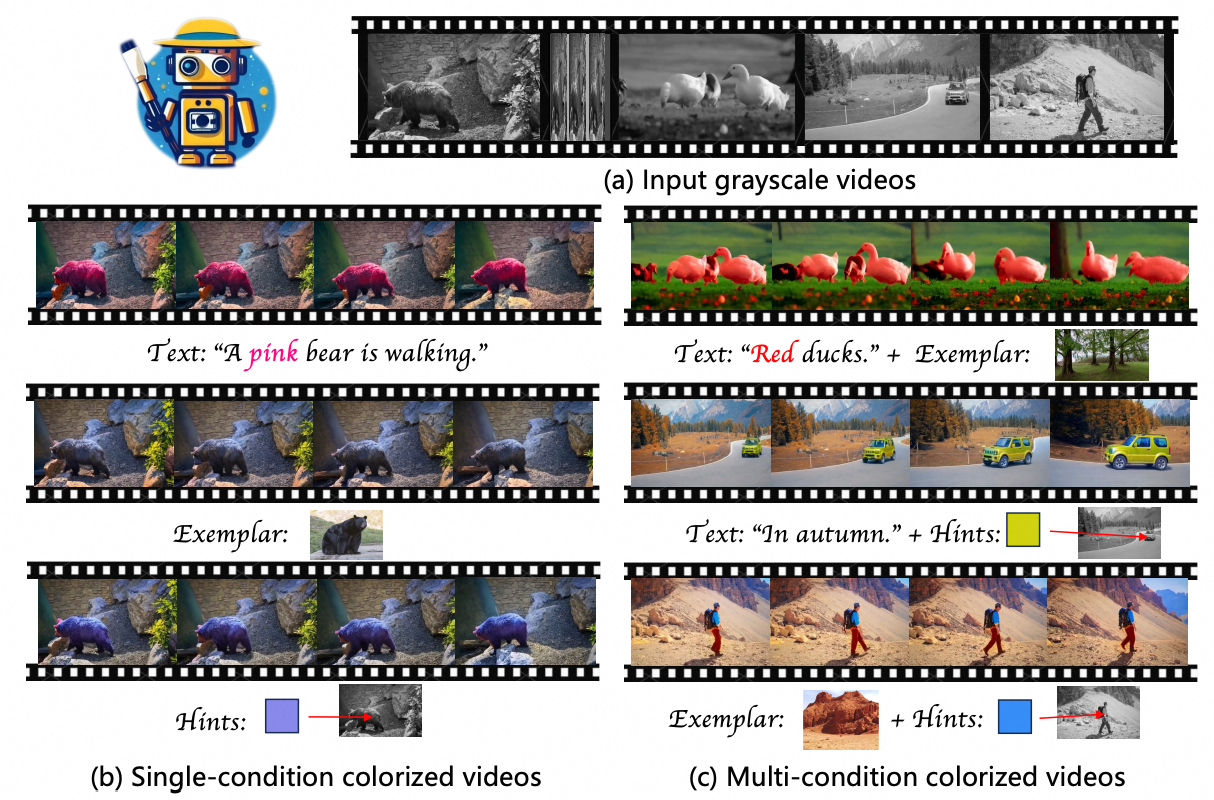 (a) Input grayscale videos
Text: “A pink bear is walking.”
Exemplar:
Hints:
(b) Single-condition colorized videos
Text: “Red ducks.” + Exemplar:
Text: “In autumn.” + Hints:
Exemplar: + Hints:
(c) Multi-condition colorized videos